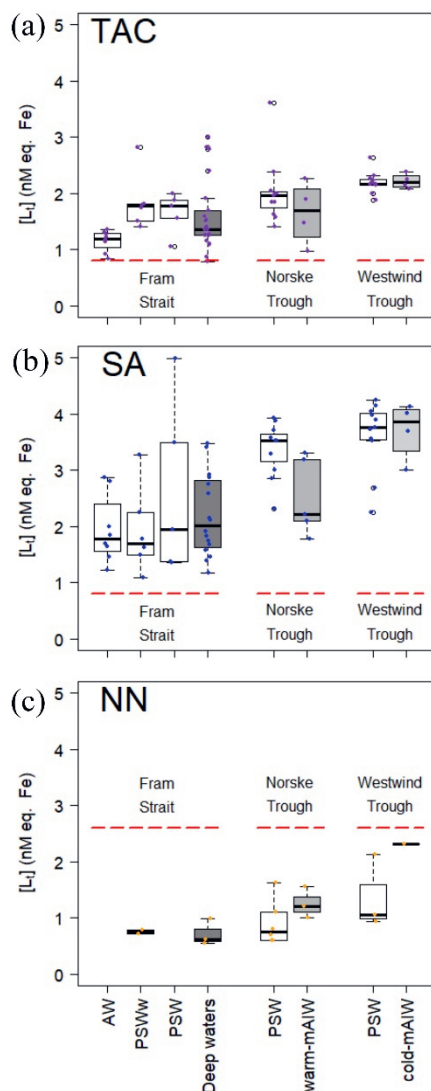 (a) TAC
[Lt] (nM eq. Fe)
5
4
3
2
1
0
Fram Strait
Norske Trough
Westwind Trough
(b) SA
[Lt] (nM eq. Fe)
5
4
3
2
1
0
Fram Strait
Norske Trough
Westwind Trough
(c) NN
[Lt] (nM eq. Fe)
5
4
3
2
1
0
Fram Strait
Norske Trough
Westwind Trough
AW
PSWw
PSW
Deep waters
PSW
warm-mAIW
PSW
cold-mAIW